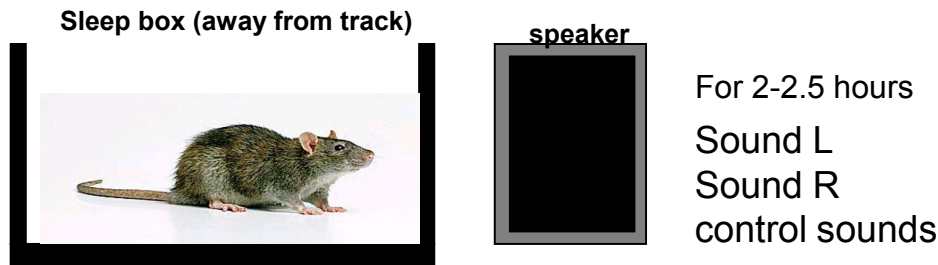 Sleep box (away from track)
speaker
For 2-2.5 hours
Sound L
Sound R
control sounds